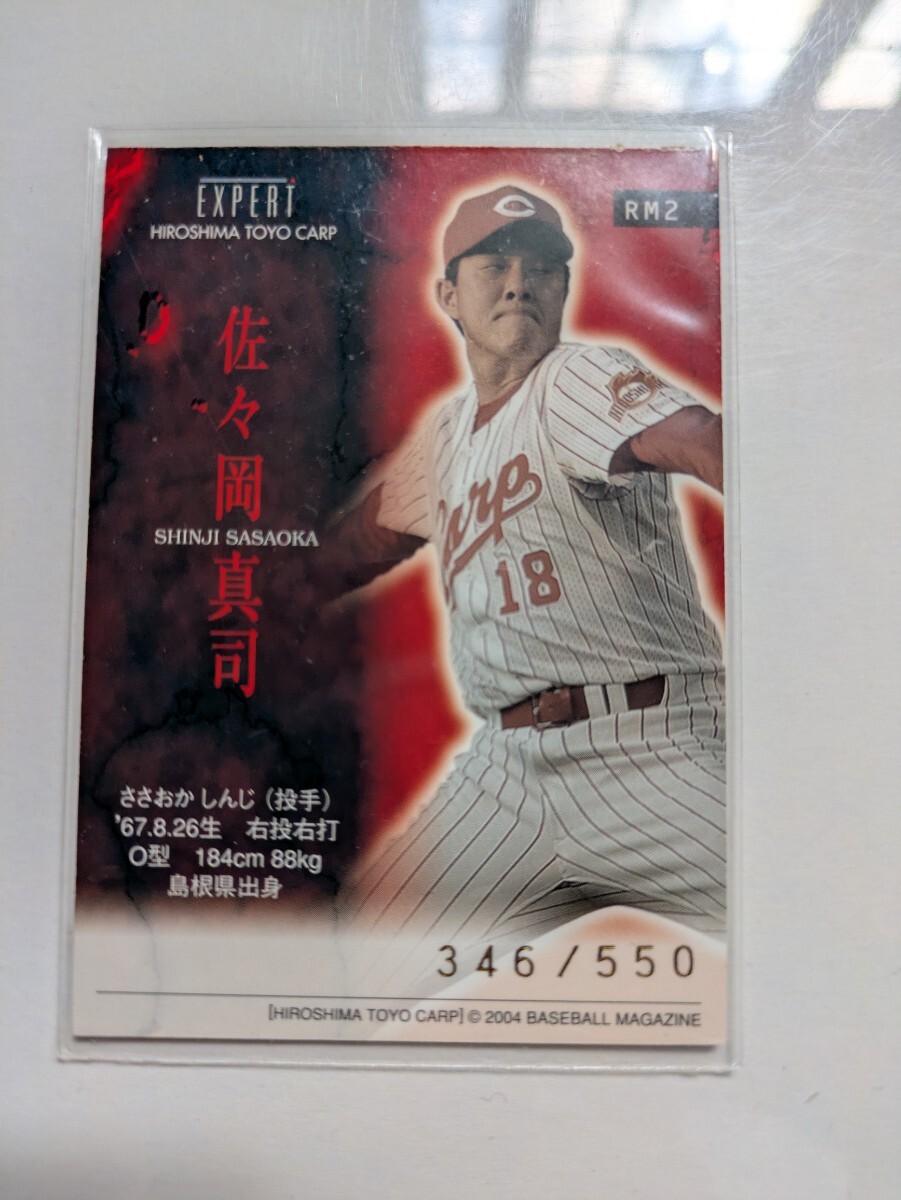 EXPERT
HIROSHIMA TOYO CARP
RM2
佐々岡真司
SHINJI SASAOKA
HIROSHIMA
Carp
18
ささおか しんじ（投手）
'67.8.26生　右投右打
O型　184cm 88kg
島根県出身
346/550
[HIROSHIMA TOYO CARP] © 2004 BASEBALL MAGAZINE